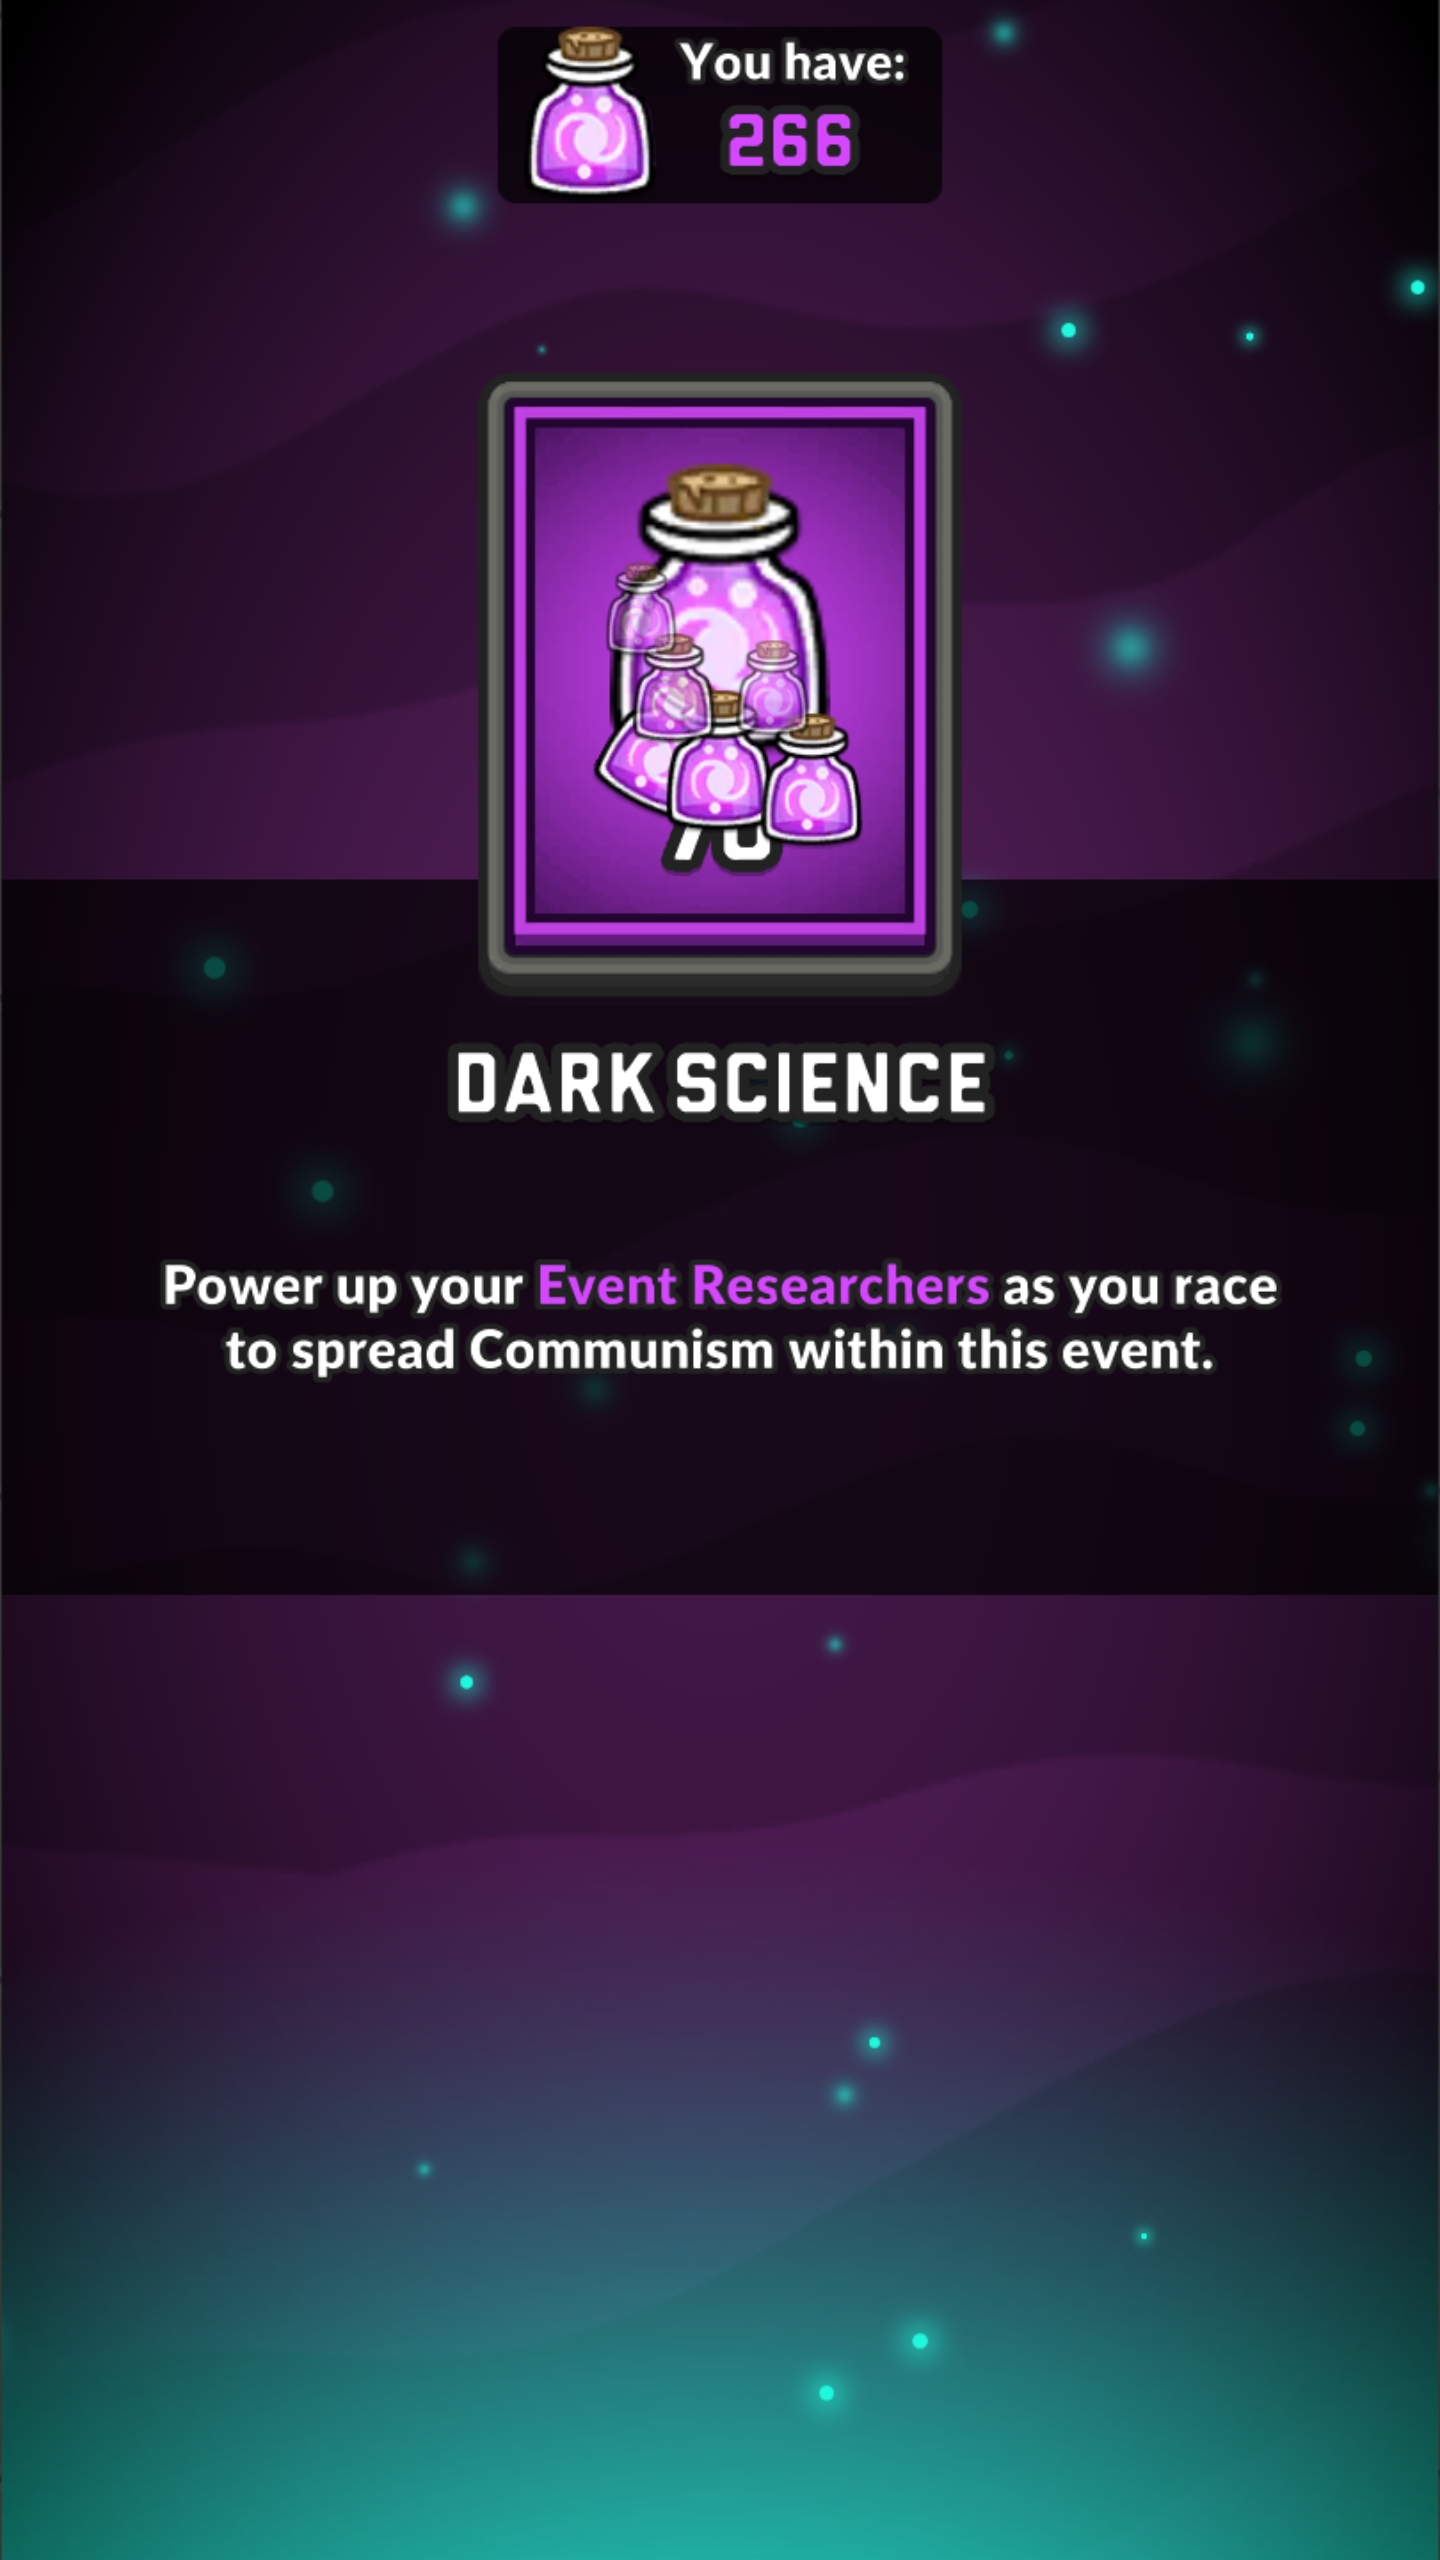 You have:
266
DARK SCIENCE
Power up your Event Researchers as you race
to spread Communism within this event.